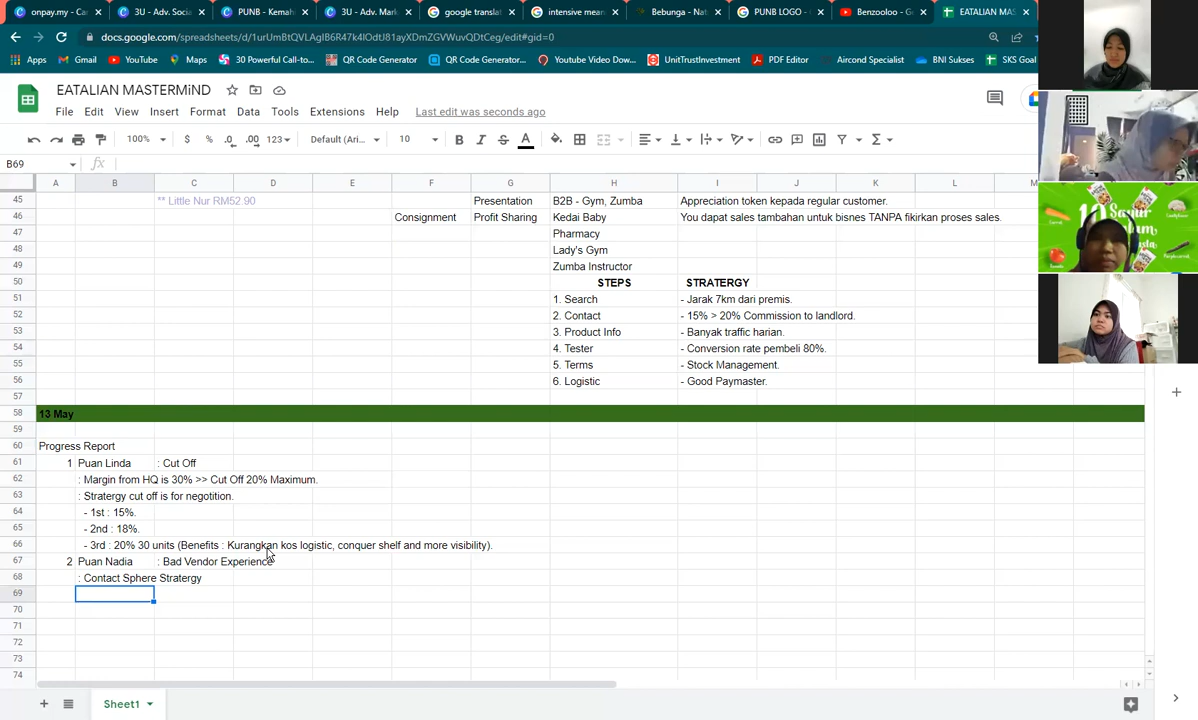 onpay.my - Ca
3U - Adv. Socia
PUNB - Kemah
3U - Adv. Mark
google translat
intensive mean
Bebunga - Nat
PUNB LOGO - G
Benzooloo - Ge
EATALIAN MAS
docs.google.com/spreadsheets/d/1urUmBtQVLAgIB6R47k4IOdtJ81ayXDmZGVWuvQDtCeg/edit#gid=0
Apps
Gmail
YouTube
Maps
30 Powerful Call-to...
QR Code Generator
QR Code Generator...
Youtube Video Dow...
UnitTrustInvestment
PDF Editor
Aircond Specialist
BNI Sukses
SKS Goal
EATALIAN MASTERMiND
File Edit View Insert Format Data Tools Extensions Help Last edit was seconds ago
100% $ % .0 .00 123 Default (Ari... 10 B I S A
B69 fx
A B C D E F G H I J K L M
45 ** Little Nur RM52.90 Presentation B2B - Gym, Zumba Appreciation token kepada regular customer.
46 Consignment Profit Sharing Kedai Baby You dapat sales tambahan untuk bisnes TANPA fikirkan proses sales.
47 Pharmacy
48 Lady's Gym
49 Zumba Instructor
50 STEPS STRATERGY
51 1. Search - Jarak 7km dari premis.
52 2. Contact - 15% > 20% Commission to landlord.
53 3. Product Info - Banyak traffic harian.
54 4. Tester - Conversion rate pembeli 80%.
55 5. Terms - Stock Management.
56 6. Logistic - Good Paymaster.
57
58 13 May
59
60 Progress Report
61 1 Puan Linda : Cut Off
62 : Margin from HQ is 30% >> Cut Off 20% Maximum.
63 : Stratergy cut off is for negotition.
64 - 1st : 15%.
65 - 2nd : 18%.
66 - 3rd : 20% 30 units (Benefits : Kurangkan kos logistic, conquer shelf and more visibility).
67 2 Puan Nadia : Bad Vendor Experience
68 : Contact Sphere Stratergy
69
70
71
72
73
74
Sheet1